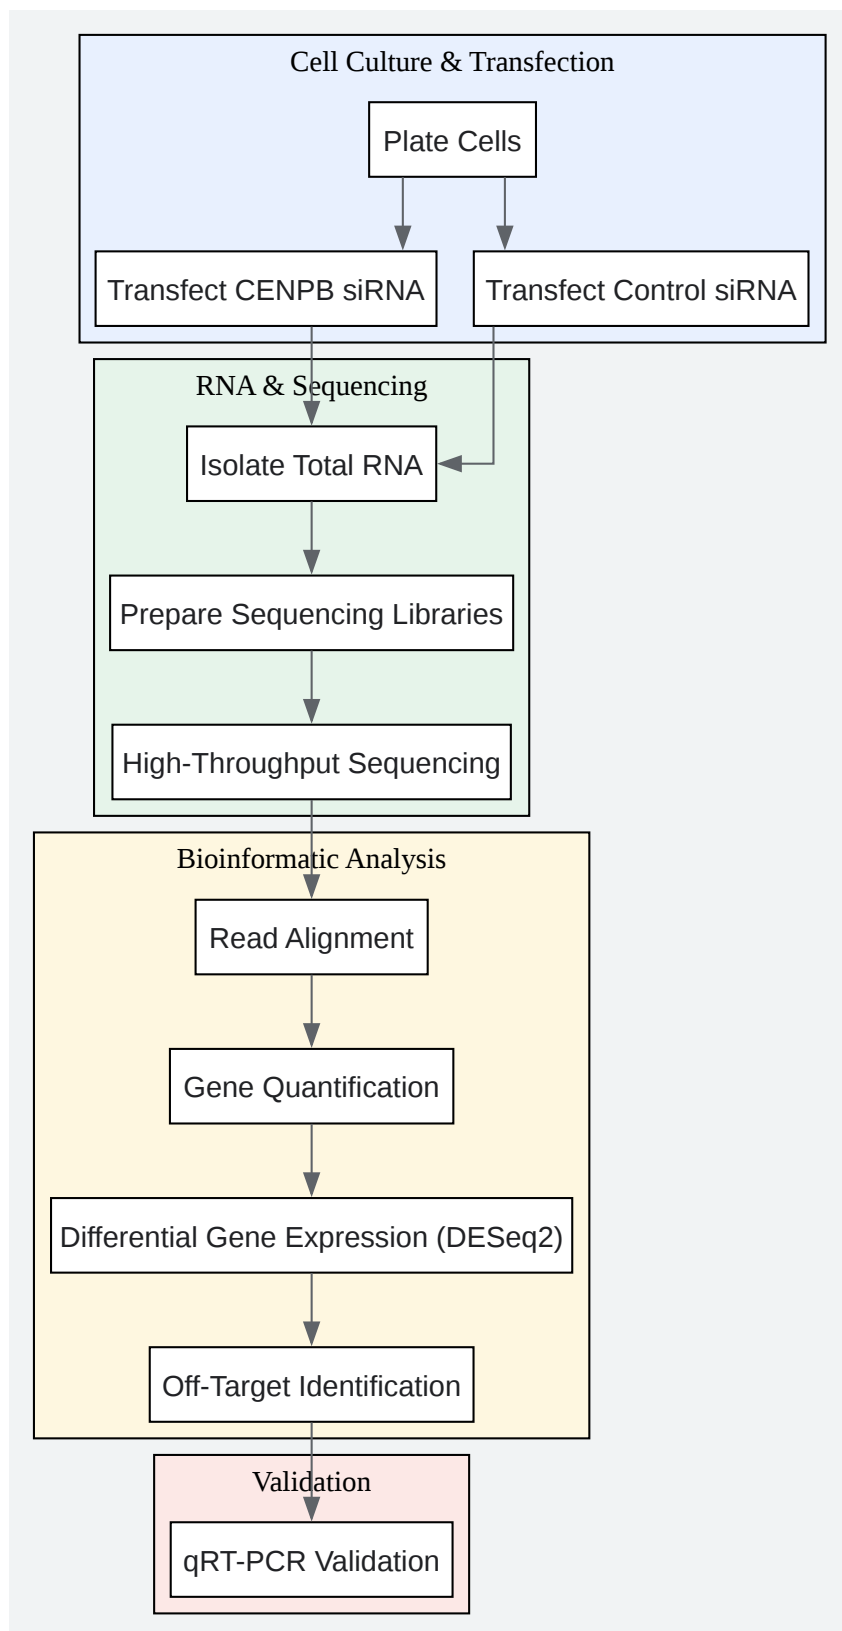 Cell Culture & Transfection
Plate Cells
Transfect CENPB siRNA
Transfect Control siRNA
RNA & Sequencing
Isolate Total RNA
Prepare Sequencing Libraries
High-Throughput Sequencing
Bioinformatic Analysis
Read Alignment
Gene Quantification
Differential Gene Expression (DESeq2)
Off-Target Identification
Validation
qRT-PCR Validation